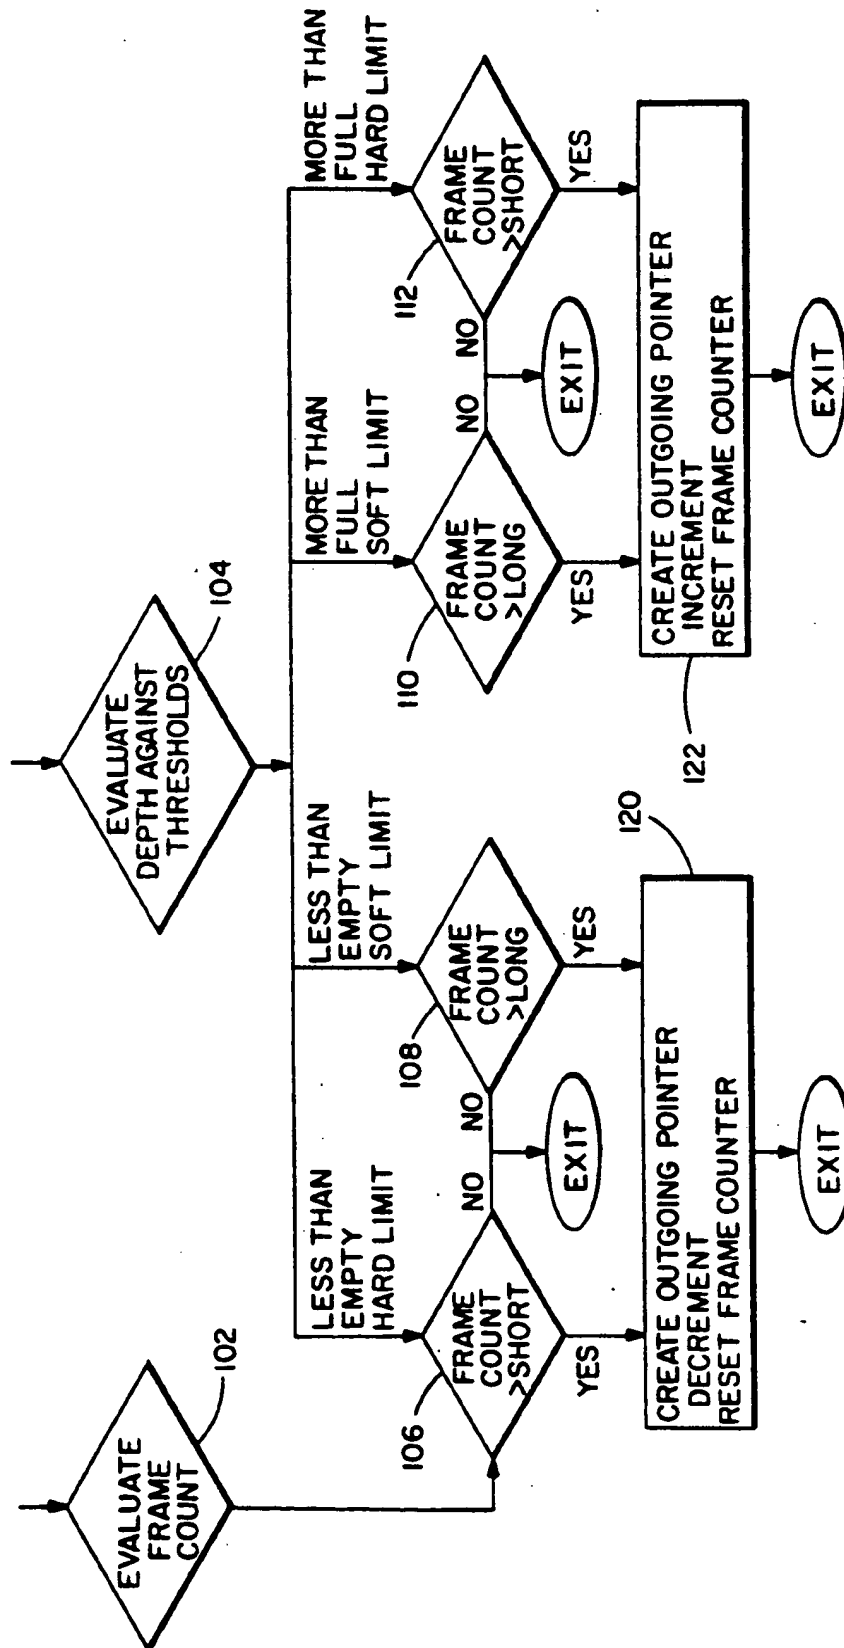 EVALUATE
FRAME
COUNT
102
EVALUATE
DEPTH AGAINST
THRESHOLDS
104
LESS THAN
EMPTY
HARD LIMIT
LESS THAN
EMPTY
SOFT LIMIT
MORE THAN
FULL
SOFT LIMIT
MORE THAN
FULL
HARD LIMIT
106
FRAME
COUNT
>SHORT
NO
NO
108
FRAME
COUNT
>LONG
110
FRAME
COUNT
>LONG
NO
NO
112
FRAME
COUNT
>SHORT
YES
EXIT
YES
YES
EXIT
YES
CREATE OUTGOING POINTER
DECREMENT
RESET FRAME COUNTER
120
122
CREATE OUTGOING POINTER
INCREMENT
RESET FRAME COUNTER
EXIT
EXIT